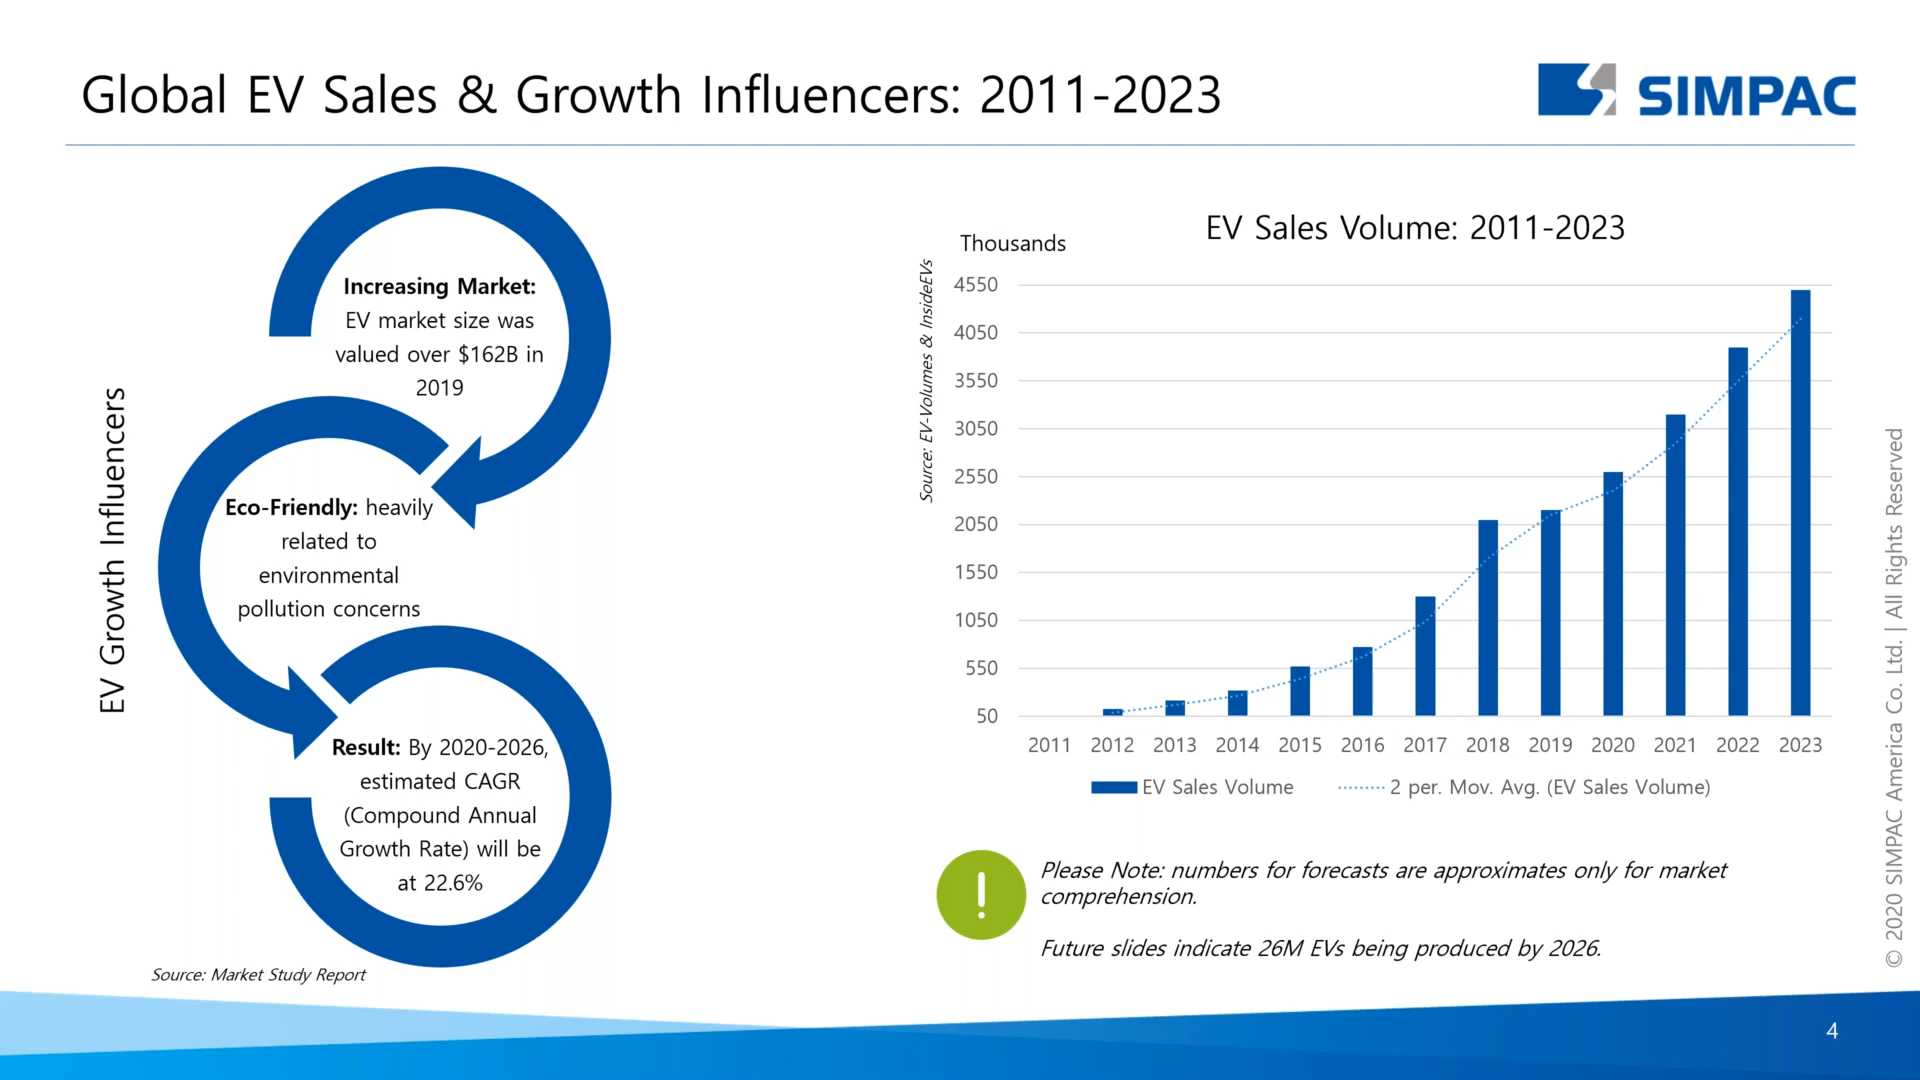 Global EV Sales & Growth Influencers: 2011-2023
SIMPAC
EV Growth Influencers
Increasing Market:
EV market size was
valued over $162B in
2019
Eco-Friendly: heavily
related to
environmental
pollution concerns
Result: By 2020-2026,
estimated CAGR
(Compound Annual
Growth Rate) will be
at 22.6%
Source: Market Study Report
EV Sales Volume: 2011-2023
Thousands
Source: EV-Volumes & InsideEVs
4550
4050
3550
3050
2550
2050
1550
1050
550
50
2011 2012 2013 2014 2015 2016 2017 2018 2019 2020 2021 2022 2023
EV Sales Volume 2 per. Mov. Avg. (EV Sales Volume)
!
Please Note: numbers for forecasts are approximates only for market
comprehension.
Future slides indicate 26M EVs being produced by 2026.
© 2020 SIMPAC America Co. Ltd. | All Rights Reserved
4